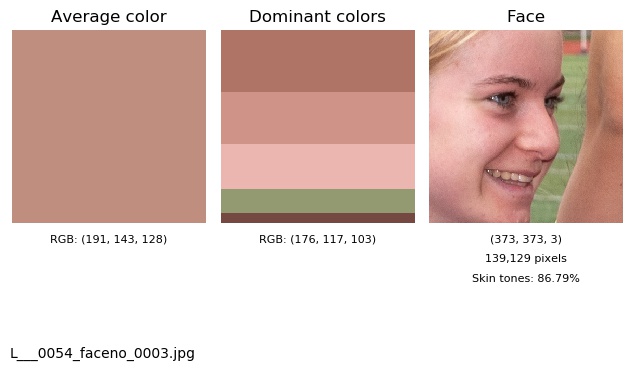 Average color
Dominant colors
Face
RGB: (191, 143, 128)
RGB: (176, 117, 103)
(373, 373, 3)
139,129 pixels
Skin tones: 86.79%
L___0054_faceno_0003.jpg